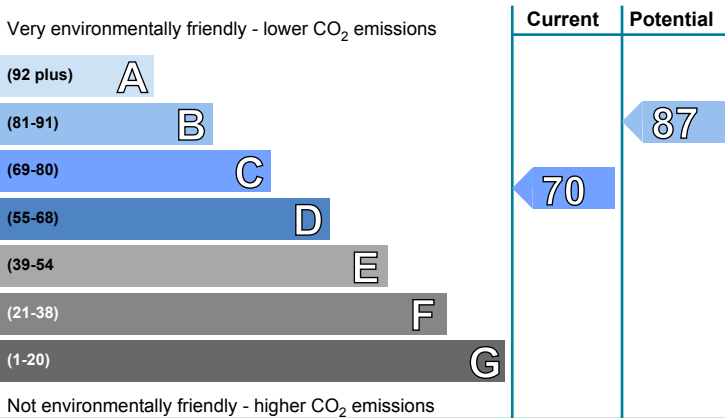 Very environmentally friendly - lower CO2 emissions
Current
Potential
(92 plus) A
(81-91) B
87
(69-80) C
70
(55-68) D
(39-54 E
(21-38) F
(1-20) G
Not environmentally friendly - higher CO2 emissions